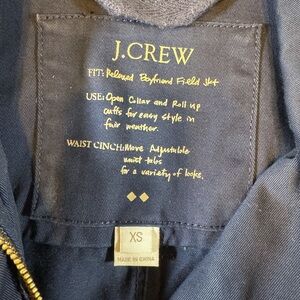 J.CREW
FIT: Relaxed Boyfriend Field Jkt
USE: Open Collar and Roll up
cuffs for easy style in
fair weather.
WAIST CINCH: Move Adjustable
waist tabs
for a variety of looks.
XS
MADE IN CHINA